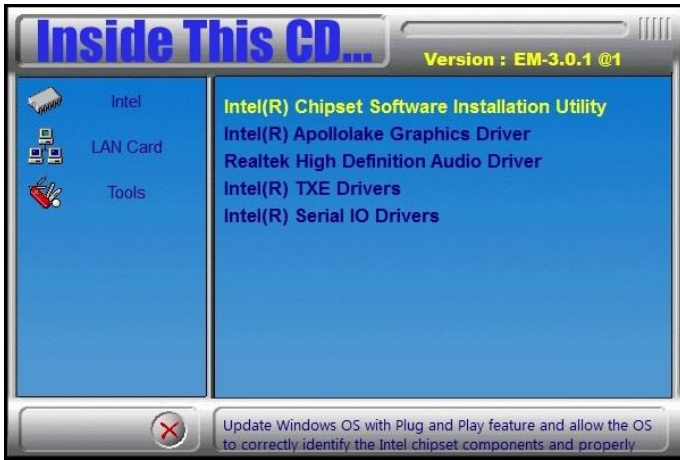 Inside This CD...
Version : EM-3.0.1 @1
Intel
LAN Card
Tools
Intel(R) Chipset Software Installation Utility
Intel(R) Apollolake Graphics Driver
Realtek High Definition Audio Driver
Intel(R) TXE Drivers
Intel(R) Serial IO Drivers
Update Windows OS with Plug and Play feature and allow the OS
to correctly identify the Intel chipset components and properly